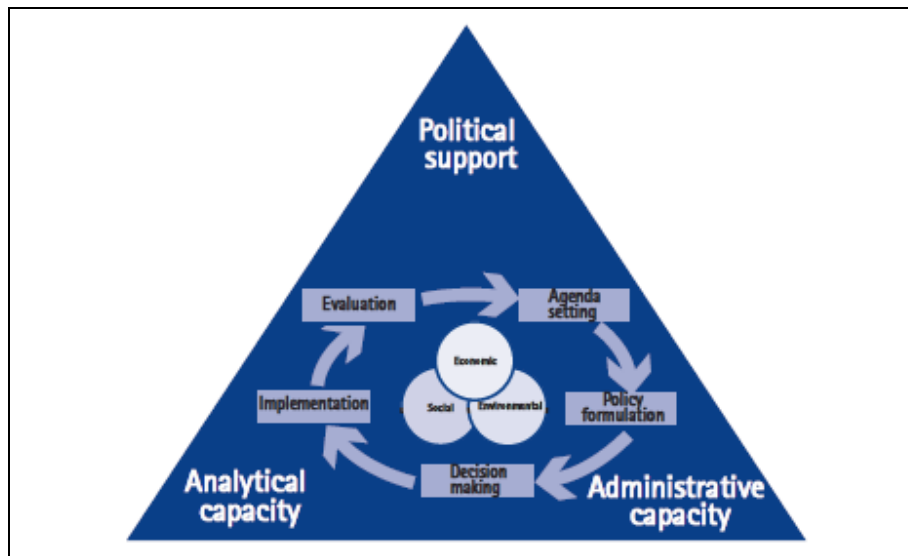 Political
support
Evaluation
Agenda
setting
Economic
Implementation
Social
Environmental
Policy
formulation
Decision
making
Analytical
capacity
Administrative
capacity